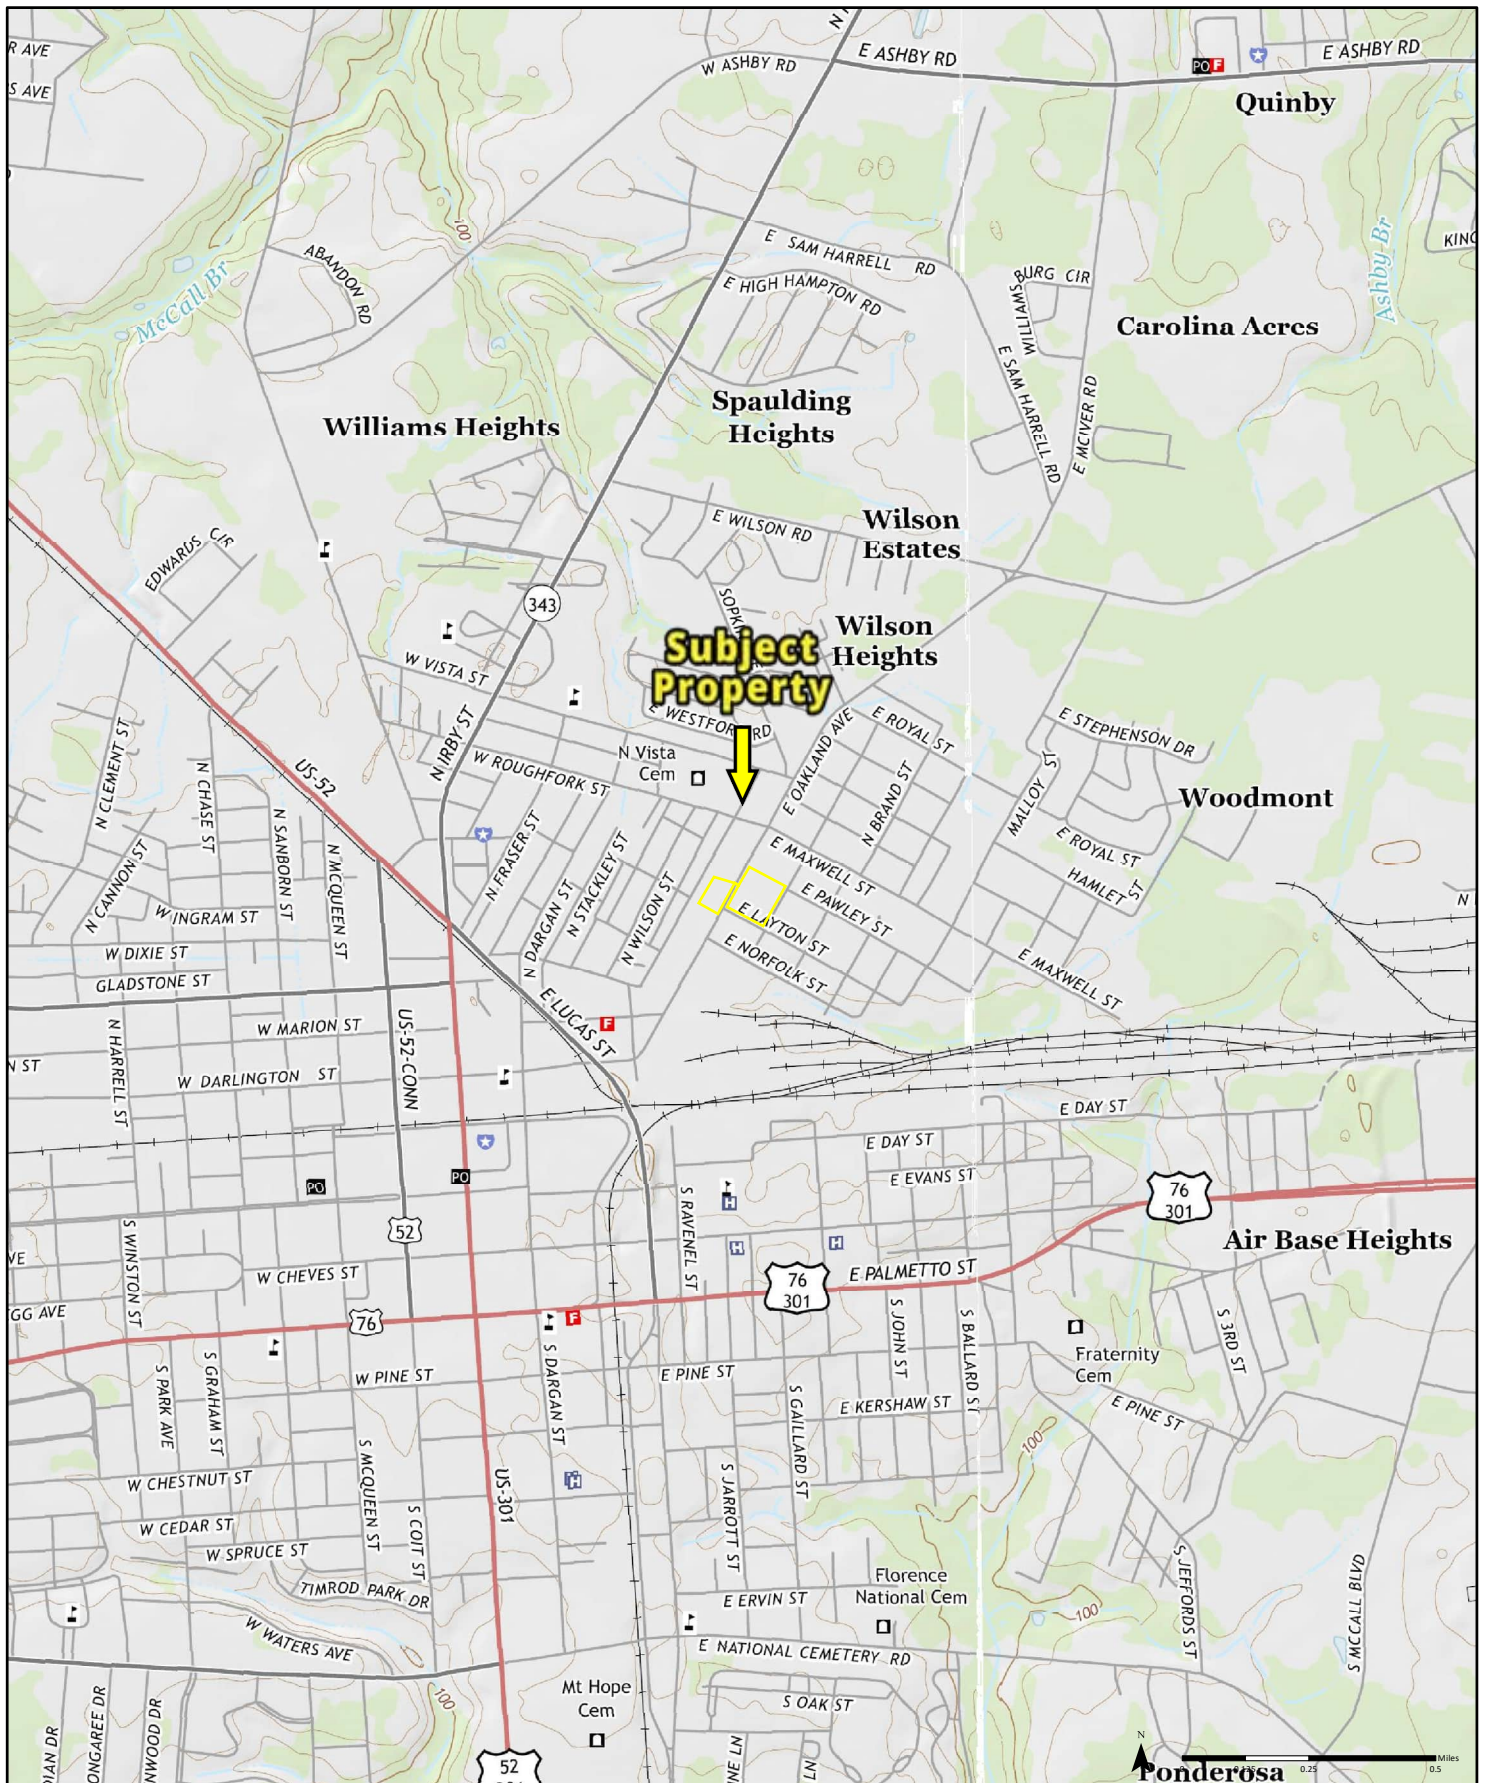 R AVE
S AVE
W ASHBY RD
E ASHBY RD
E ASHBY RD
PO
F
Quinby
100
ABANDON RD
McCall Br
E SAM HARRELL RD
E HIGH HAMPTON RD
BURG CIR
WILLIAMS
E SAM HARRELL RD
E MCIVER RD
Carolina Acres
Ashby Br
Williams Heights
Spaulding
Heights
E WILSON RD
Wilson
Estates
EDWARDS CIR
343
Wilson
Heights
Subject
Property
W VISTA ST
E WESTFORD RD
N IRBY ST
N Vista
Cem
W ROUGHFORK ST
E OAKLAND AVE
E ROYAL ST
E STEPHENSON DR
MALLOY ST
Woodmont
N CLEMENT ST
N CHASE ST
US-52
N SANBORN ST
N MCQUEEN ST
N CANNON ST
N FRASER ST
N STACKLEY ST
N DARGAN ST
N WILSON ST
N BRAND ST
E MAXWELL ST
E PAWLEY ST
E ROYAL ST
HAMLET ST
E LAYTON ST
E NORFOLK ST
E MAXWELL ST
W INGRAM ST
W DIXIE ST
GLADSTONE ST
W MARION ST
N HARRELL ST
US-52-CONN
E LUCAS ST
F
N ST
W DARLINGTON ST
E DAY ST
E DAY ST
E EVANS ST
PO
PO
S RAVENEL ST
H
H
H
76
301
52
S WINSTON ST
W CHEVES ST
E PALMETTO ST
76
301
Air Base Heights
GG AVE
76
F
S JOHN ST
S BALLARD ST
S 3RD ST
Fraternity
Cem
S PARK AVE
S GRAHAM ST
W PINE ST
S DARGAN ST
E PINE ST
S GAILLARD ST
E KERSHAW ST
E PINE ST
100
W CHESTNUT ST
S MCQUEEN ST
S COIT ST
US-301
H
S JARROTT ST
W CEDAR ST
W SPRUCE ST
TIMROD PARK DR
W WATERS AVE
Florence
National Cem
E ERVIN ST
100
S JEFFORDS ST
S MCCALL BLVD
E NATIONAL CEMETERY RD
S OAK ST
Mt Hope
Cem
100
52
N
Ponderosa
0.125
0.25
0.5
Miles